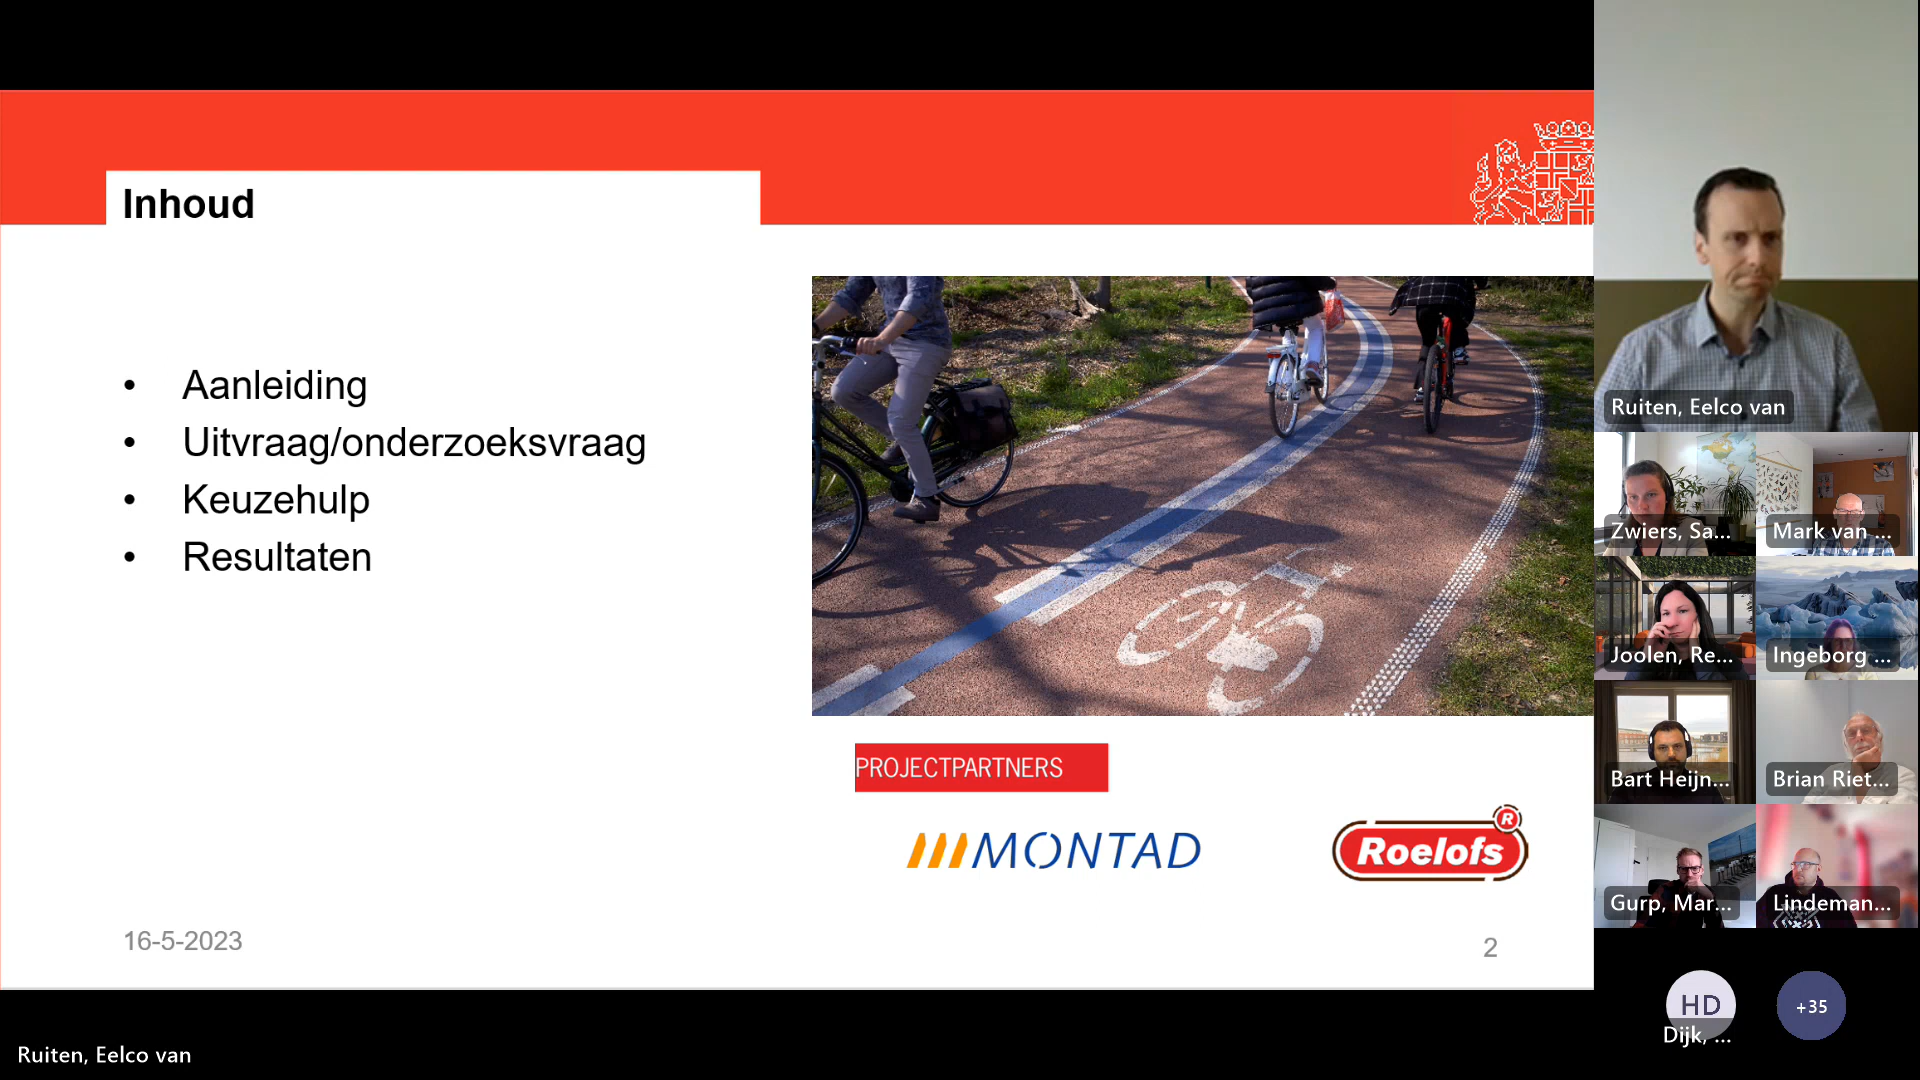 Inhoud
• Aanleiding
• Uitvraag/onderzoeksvraag
• Keuzehulp
• Resultaten
PROJECTPARTNERS
MONTAD
Roelofs
R
16-5-2023
2
Ruiten, Eelco van
Ruiten, Eelco van
Zwiers, Sa...
Mark van ...
Joolen, Re...
Ingeborg ...
Bart Heijn...
Brian Riet...
Gurp, Mar...
Lindeman...
HD
Dijk, ...
+35